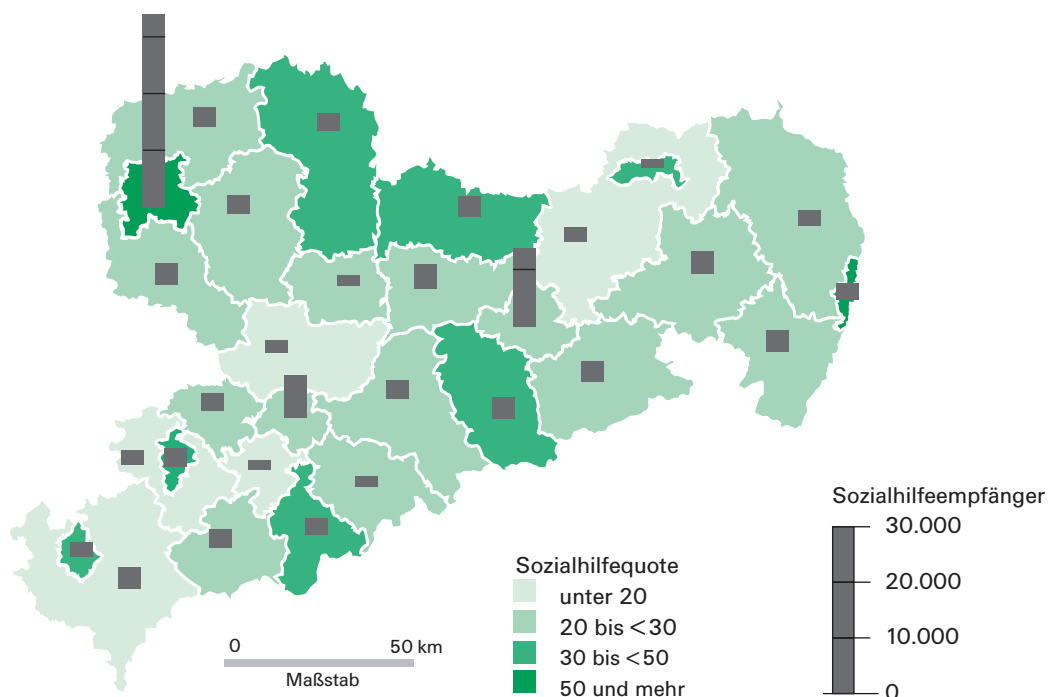 Sozialhilfeempfänger
30.000
20.000
10.000
0
Sozialhilfequote
unter 20
20 bis <30
30 bis <50
50 und mehr
0 50 km
Maßstab